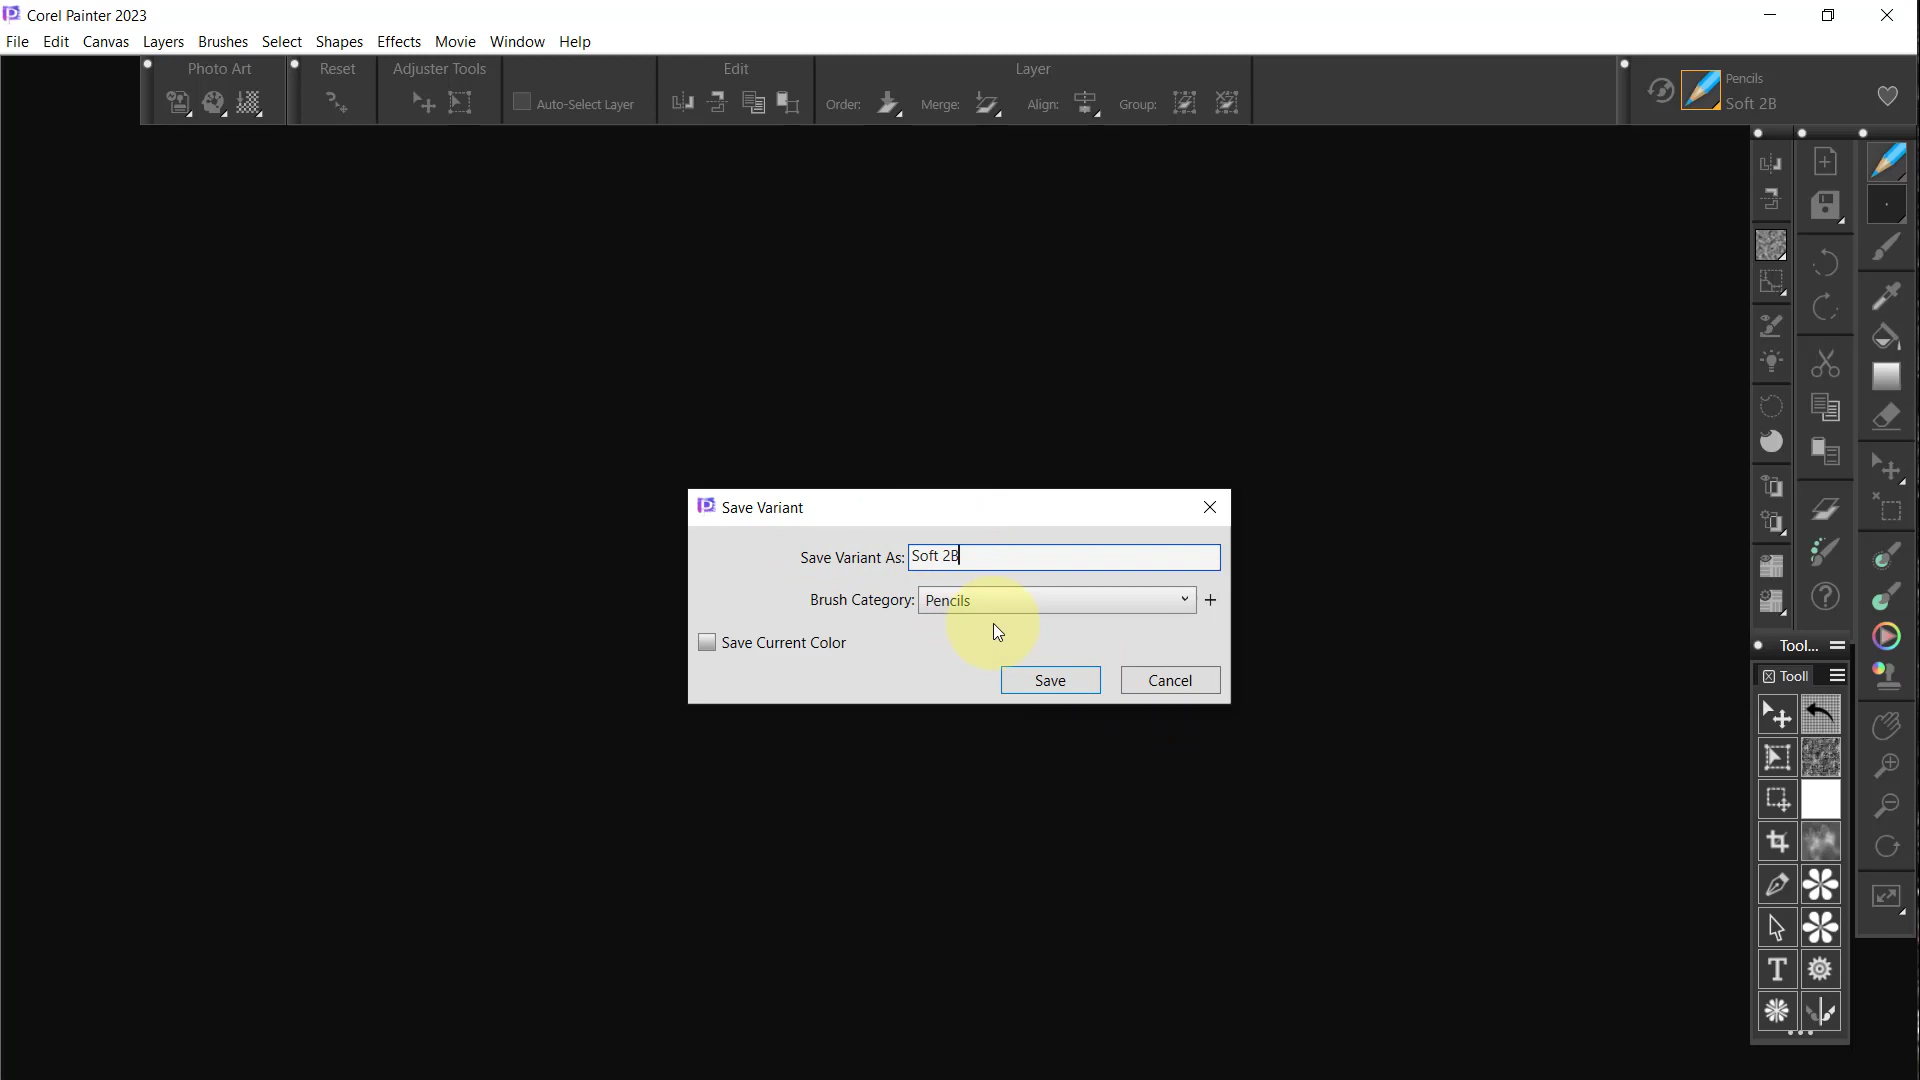 Corel Painter 2023
File Edit Canvas Layers Brushes Select Shapes Effects Movie Window Help
Photo Art Reset Adjuster Tools Edit Layer
Auto-Select Layer Order: Merge: Align: Group:
Pencils
Soft 2B
Save Variant
Save Variant As: Soft 2B
Brush Category: Pencils
Save Current Color
Save Cancel
Tool...
Tooll